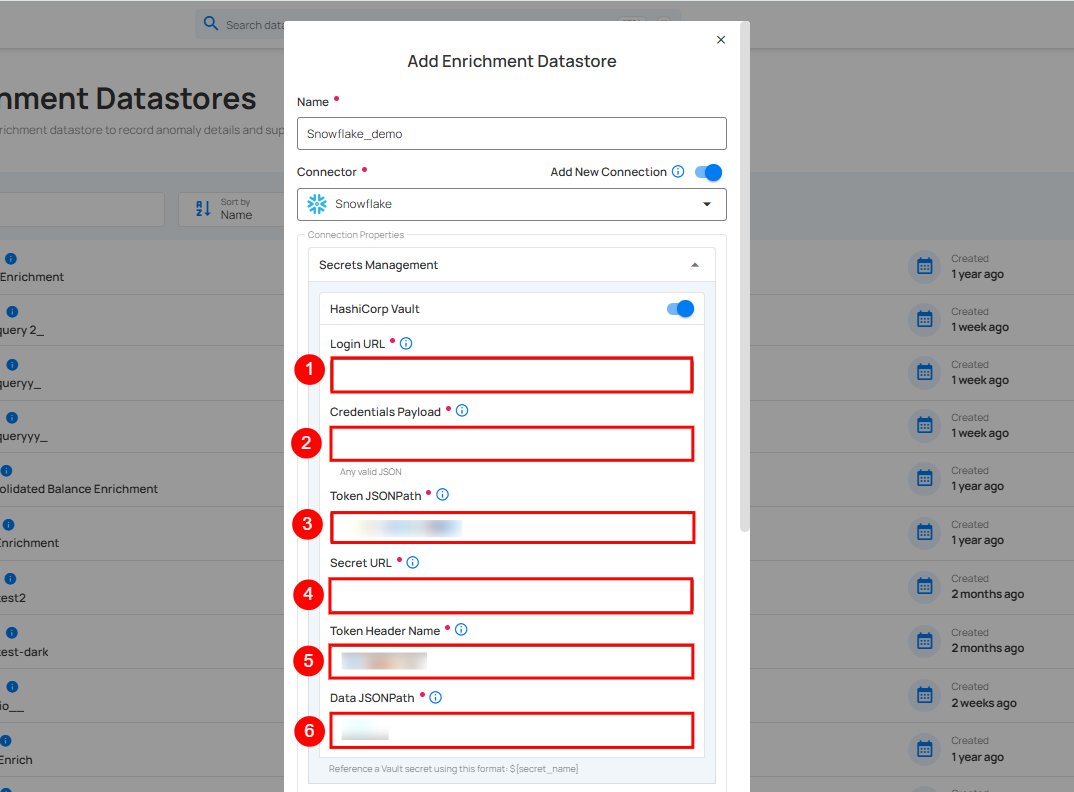 Search data
Add Enrichment Datastore
hment Datastores
Name
nrichment datastore to record anomaly details and sup
Snowflake_demo
Connector
Add New Connection
Snowflake
Sort by
Name
Connection Properties
Secrets Management
Enrichment
Created
1 year ago
HashiCorp Vault
query 2_
Created
1 week ago
Login URL
1
queryy_
Created
1 week ago
Credentials Payload
2
queryyy_
Created
1 week ago
Any valid JSON
olidated Balance Enrichment
Created
1 year ago
Token JSONPath
3
Enrichment
Created
1 year ago
Secret URL
4
test2
Created
2 months ago
Token Header Name
5
test-dark
Created
2 months ago
Data JSONPath
6
io__
Created
2 weeks ago
Enrich
Created
1 year ago
Reference a Vault secret using this format: ${secret_name}